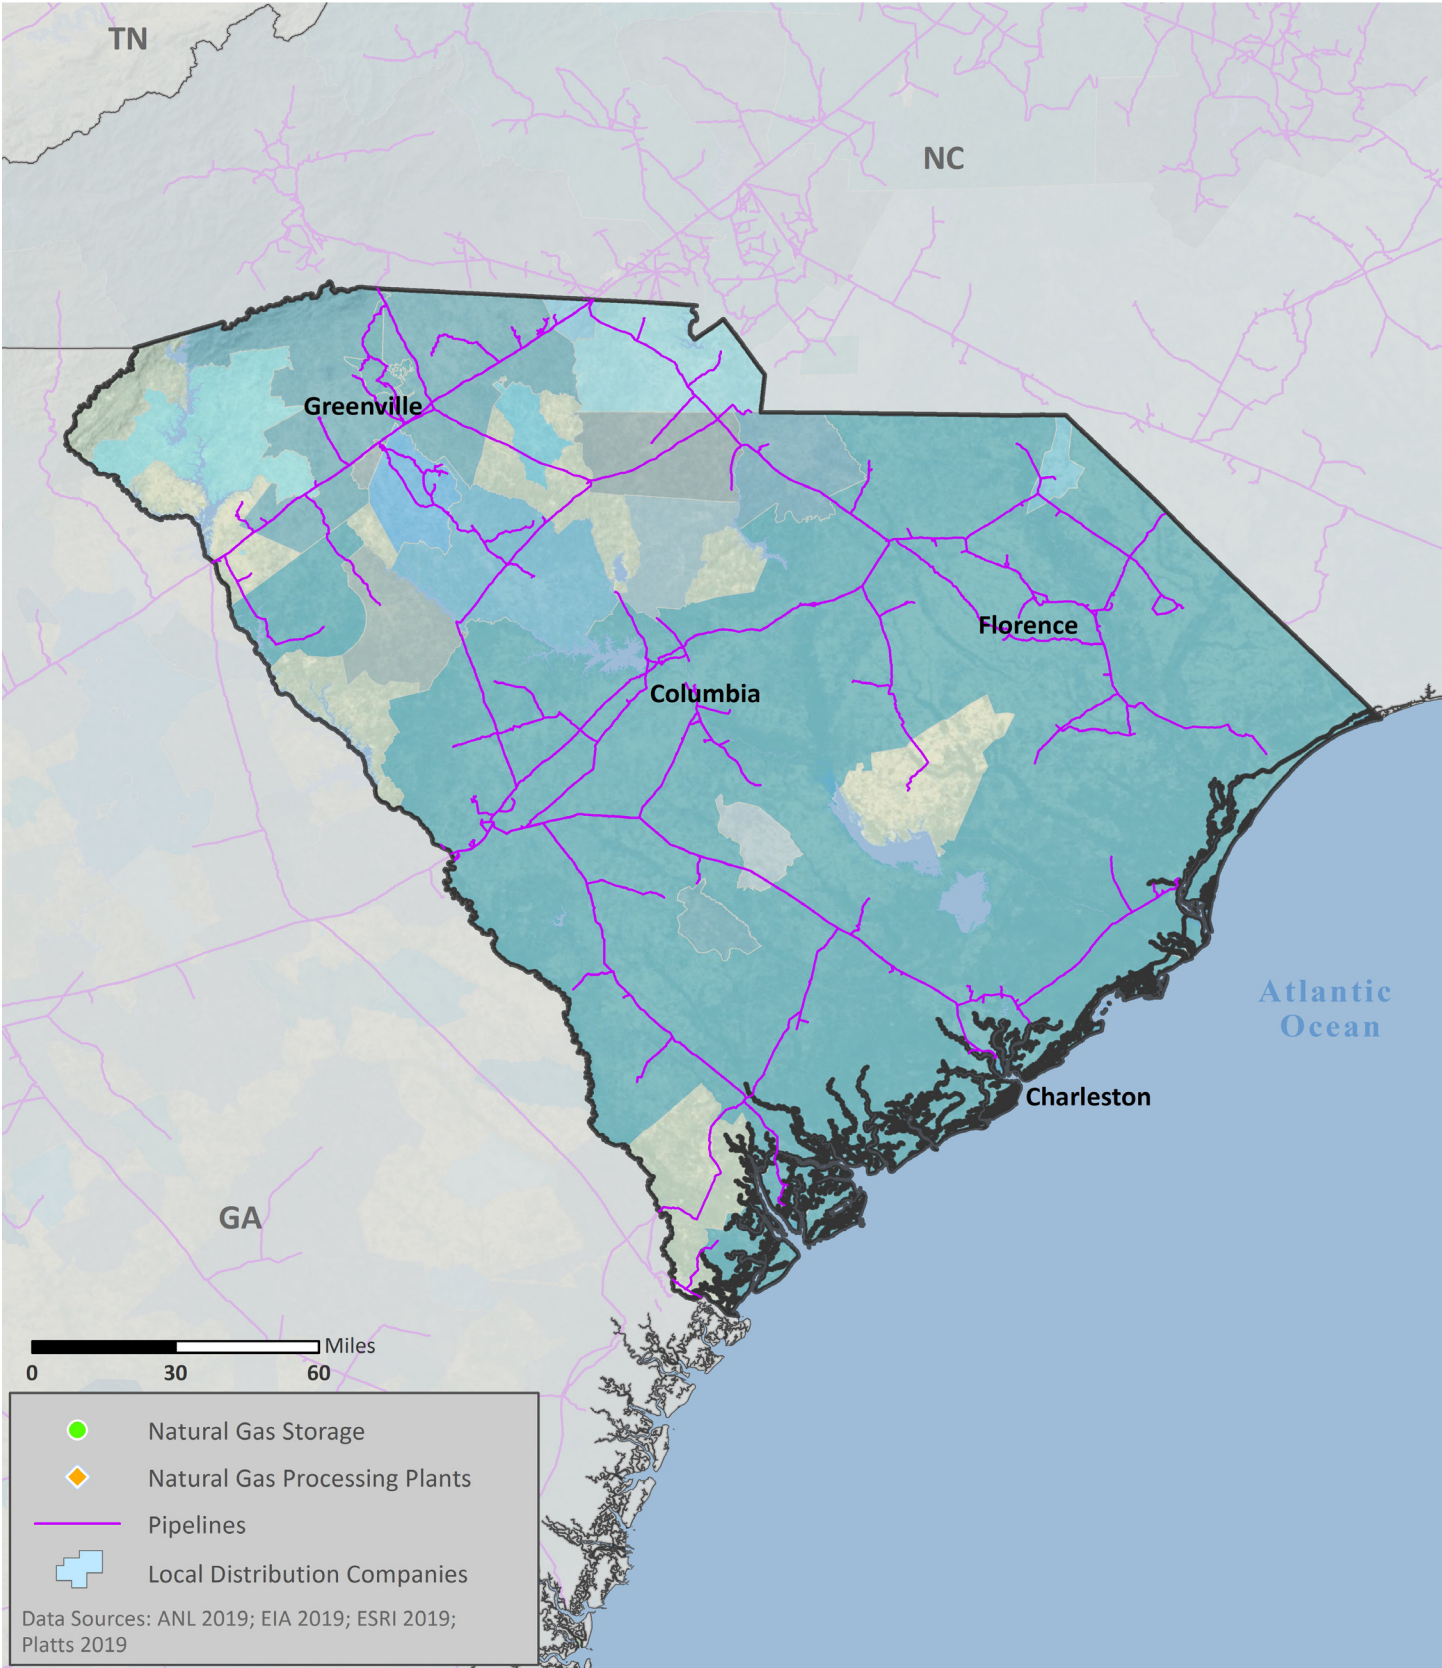 TN
NC
Greenville
Florence
Columbia
Atlantic
Ocean
Charleston
GA
Miles
0 30 60
Natural Gas Storage
Natural Gas Processing Plants
Pipelines
Local Distribution Companies
Data Sources: ANL 2019; EIA 2019; ESRI 2019;
Platts 2019